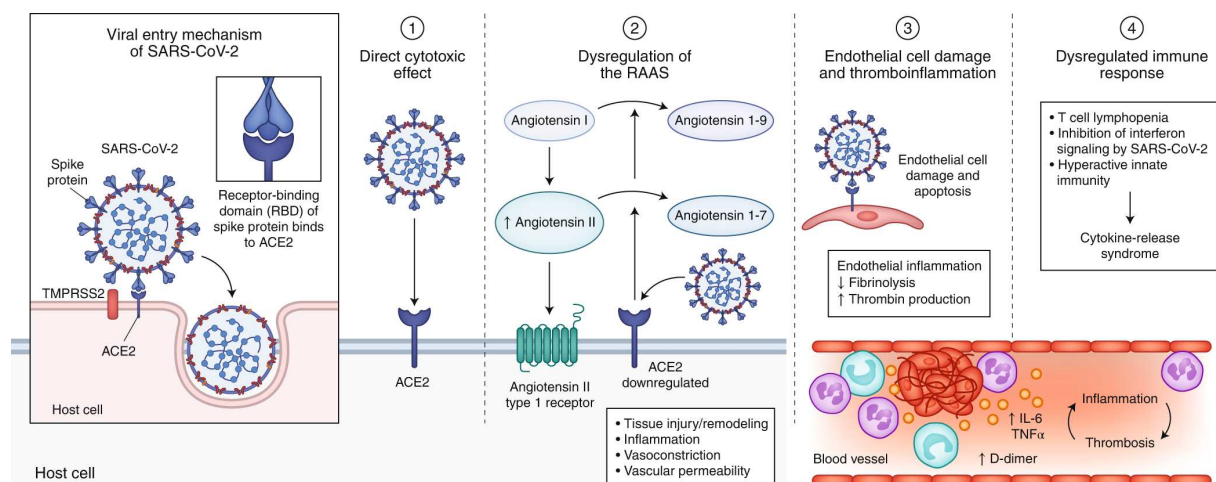 Viral entry mechanism
of SARS-CoV-2
SARS-CoV-2
Spike
protein
Receptor-binding
domain (RBD) of
spike protein binds
to ACE2
TMPRSS2
ACE2
Host cell
Host cell
1
Direct cytotoxic
effect
ACE2
2
Dysregulation of
the RAAS
Angiotensin I
Angiotensin 1-9
↑ Angiotensin II
Angiotensin 1-7
Angiotensin II
type 1 receptor
ACE2
downregulated
• Tissue injury/remodeling
• Inflammation
• Vasoconstriction
• Vascular permeability
3
Endothelial cell damage
and thromboinflammation
Endothelial cell
damage and
apoptosis
Endothelial inflammation
↓ Fibrinolysis
↑ Thrombin production
Blood vessel
↑ IL-6
TNFα
↑ D-dimer
Inflammation
Thrombosis
4
Dysregulated immune
response
• T cell lymphopenia
• Inhibition of interferon
signaling by SARS-CoV-2
• Hyperactive innate
immunity
Cytokine-release
syndrome